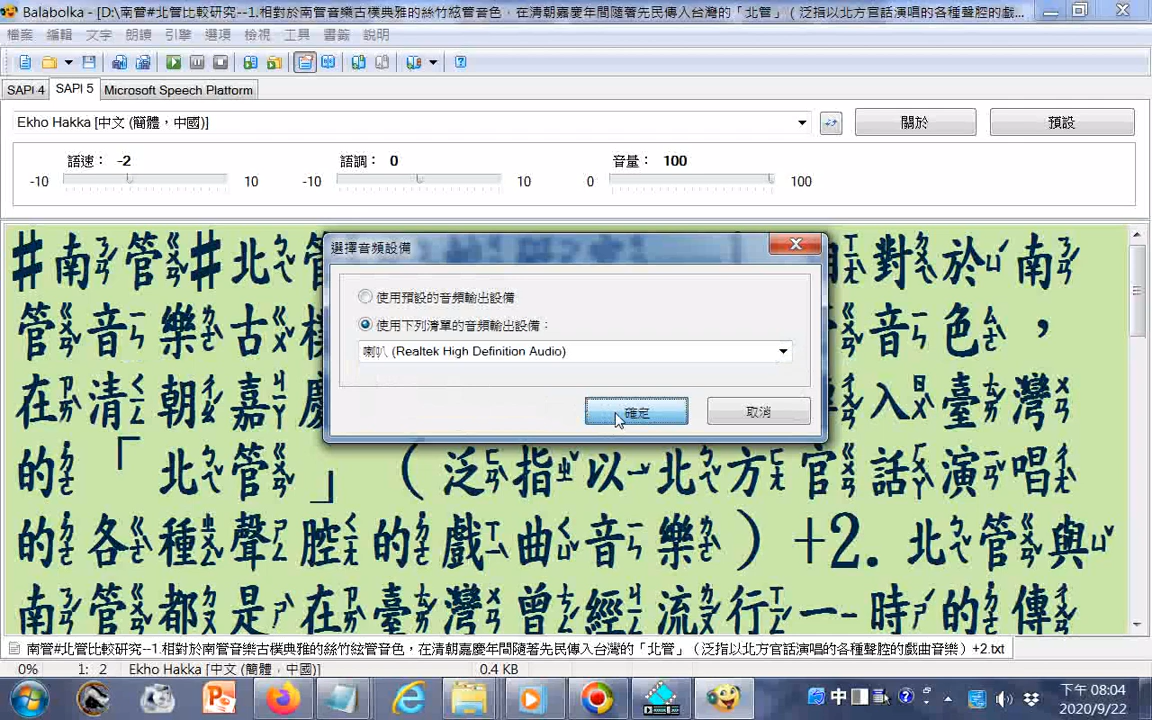 Balabolka - [D:\南管#北管比較研究--1.相對於南管音樂古樸典雅的絲竹絃管音色，在清朝嘉慶年間隨著先民傳入台灣的「北管」（泛指以北方官話演唱的各種聲腔的戲...
檔案 編輯 文字 朗讀 引擎 選項 檢視 工具 書籤 說明
SAPI 4 SAPI 5 Microsoft Speech Platform
Ekho Hakka [中文 (簡體，中國)] 關於 預設
語速： -2 語調： 0 音量： 100
-10 10 -10 10 0 100
選擇音頻設備
使用預設的音頻輸出設備
使用下列清單的音頻輸出設備：
喇叭 (Realtek High Definition Audio)
確定 取消
#南管#北管 對於南
管音樂古樸 音色，
在清朝嘉慶 入臺灣
的「北管」（泛指以北方官話演唱
的各種聲腔的戲曲音樂）+2. 北管與
南管都是在臺灣曾經流行一時的傳
南管#北管比較研究--1.相對於南管音樂古樸典雅的絲竹絃管音色，在清朝嘉慶年間隨著先民傳入台灣的「北管」（泛指以北方官話演唱的各種聲腔的戲曲音樂）+2.txt
0% 1: 2 Ekho Hakka [中文 (簡體，中國)] 0.4 KB
中
下午 08:04
2020/9/22